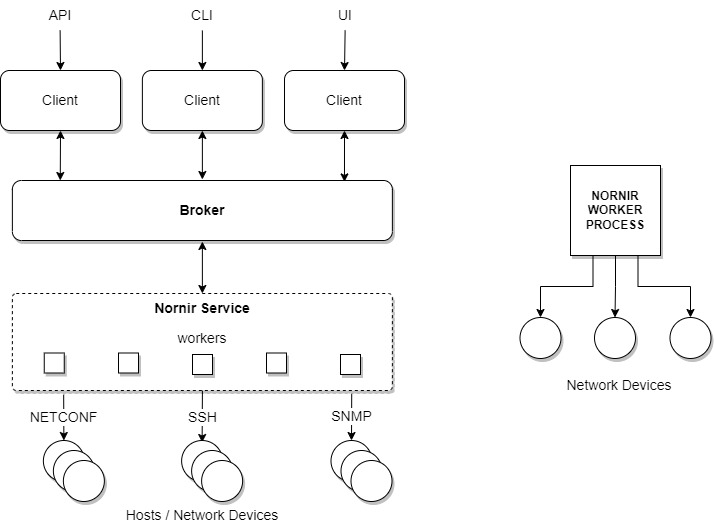 API
CLI
UI
Client
Client
Client
Broker
Nornir Service
workers
NETCONF
SSH
SNMP
Hosts / Network Devices
NORNIR
WORKER
PROCESS
Network Devices